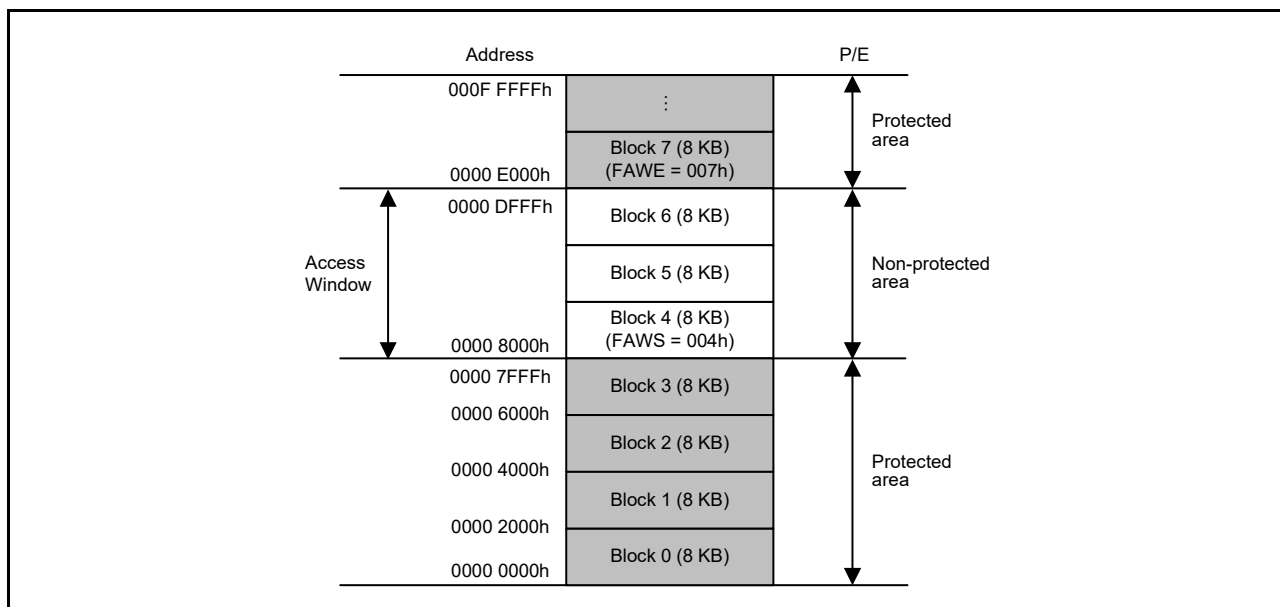 Address P/E
000F FFFFh
⋮
Protected
area
Block 7 (8 KB)
(FAWE = 007h)
0000 E000h
0000 DFFFh
Block 6 (8 KB)
Access
Window
Block 5 (8 KB)
Non-protected
area
Block 4 (8 KB)
(FAWS = 004h)
0000 8000h
0000 7FFFh
Block 3 (8 KB)
0000 6000h
Block 2 (8 KB)
Protected
area
0000 4000h
Block 1 (8 KB)
0000 2000h
Block 0 (8 KB)
0000 0000h